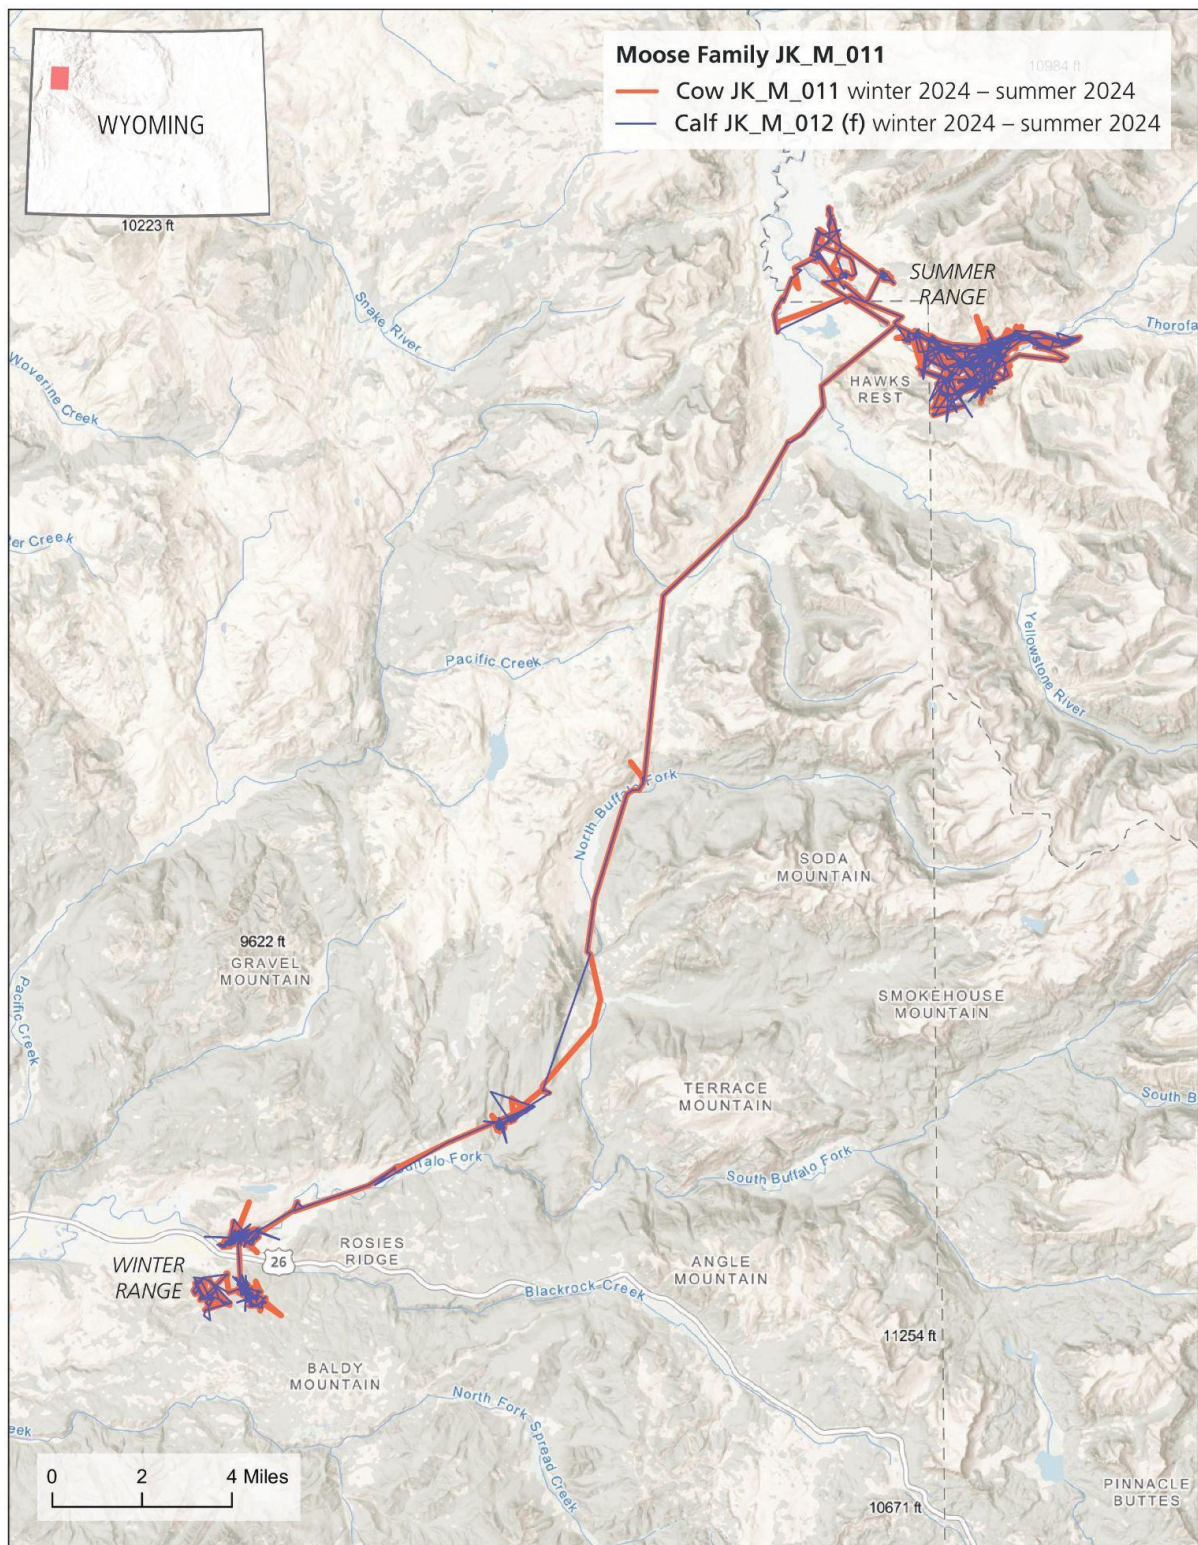 WYOMING
Moose Family JK_M_011
10984 ft
Cow JK_M_011 winter 2024 – summer 2024
Calf JK_M_012 (f) winter 2024 – summer 2024
10223 ft
SUMMER
RANGE
Snake River
Thorofa
Woverine Creek
HAWKS
REST
ter Creek
Yellowstone River
Pacific Creek
North Buffalo Fork
SODA
MOUNTAIN
9622 ft
GRAVEL
MOUNTAIN
Pacific Creek
SMOKEHOUSE
MOUNTAIN
TERRACE
MOUNTAIN
South B
Buffalo Fork
South Buffalo Fork
ROSIES
RIDGE
WINTER
RANGE
26
ANGLE
MOUNTAIN
Blackrock Creek
11254 ft
BALDY
MOUNTAIN
North Fork Spread Creek
eek
0 2 4 Miles
PINNACLE
BUTTES
10671 ft